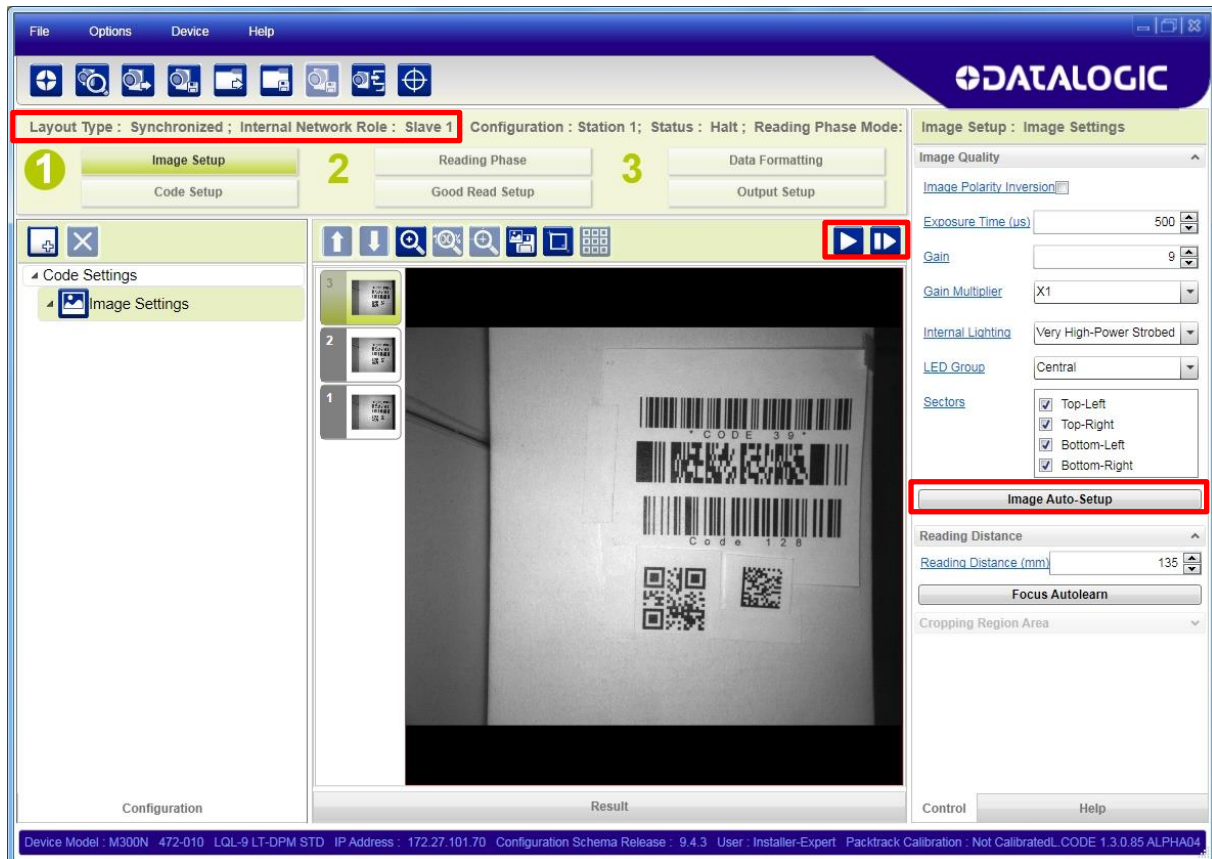 File Options Device Help
DATALOGIC
Layout Type : Synchronized ; Internal Network Role : Slave 1 Configuration : Station 1; Status : Halt ; Reading Phase Mode:
1 Image Setup 2 Reading Phase 3 Data Formatting
Code Setup Good Read Setup Output Setup
Code Settings
Image Settings
100%
3
2
1
* CODE 39 *
Code 128
Configuration
Result
Image Setup : Image Settings
Image Quality
Image Polarity Inversion
Exposure Time (us) 500
Gain 9
Gain Multiplier X1
Internal Lighting Very High-Power Strobed
LED Group Central
Sectors Top-Left
Top-Right
Bottom-Left
Bottom-Right
Image Auto-Setup
Reading Distance
Reading Distance (mm) 135
Focus Autolearn
Cropping Region Area
Control Help
Device Model : M300N 472-010 LQL-9 LT-DPM STD IP Address : 172.27.101.70 Configuration Schema Release : 9.4.3 User : Installer-Expert Packtrack Calibration : Not CalibratedL.CODE 1.3.0.85 ALPHA04